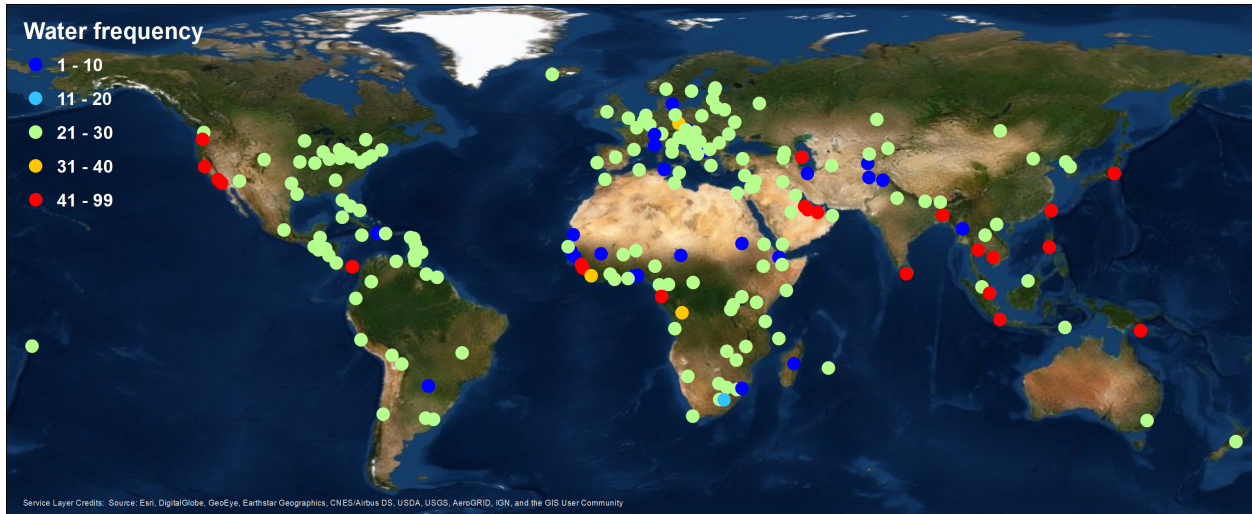 Water frequency
1 - 10
11 - 20
21 - 30
31 - 40
41 - 99
Service Layer Credits: Source: Esri, DigitalGlobe, GeoEye, Earthstar Geographics, CNES/Airbus DS, USDA, USGS, AeroGRID, IGN, and the GIS User Community